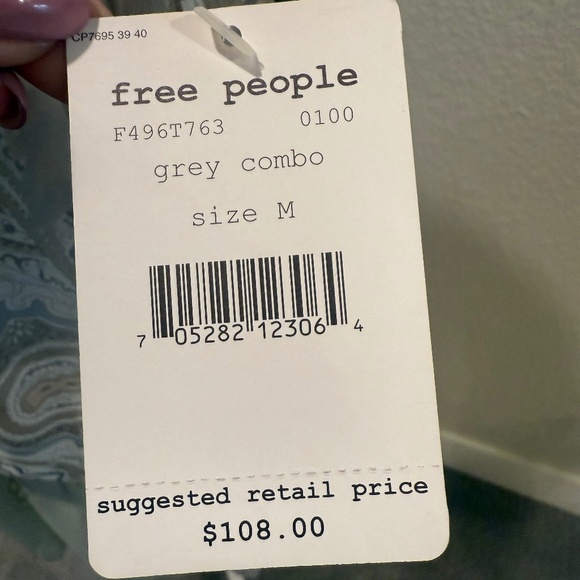 CP7695 39 40
free people
F496T763 0100
grey combo
size M
7 05282 12306 4
suggested retail price
$108.00